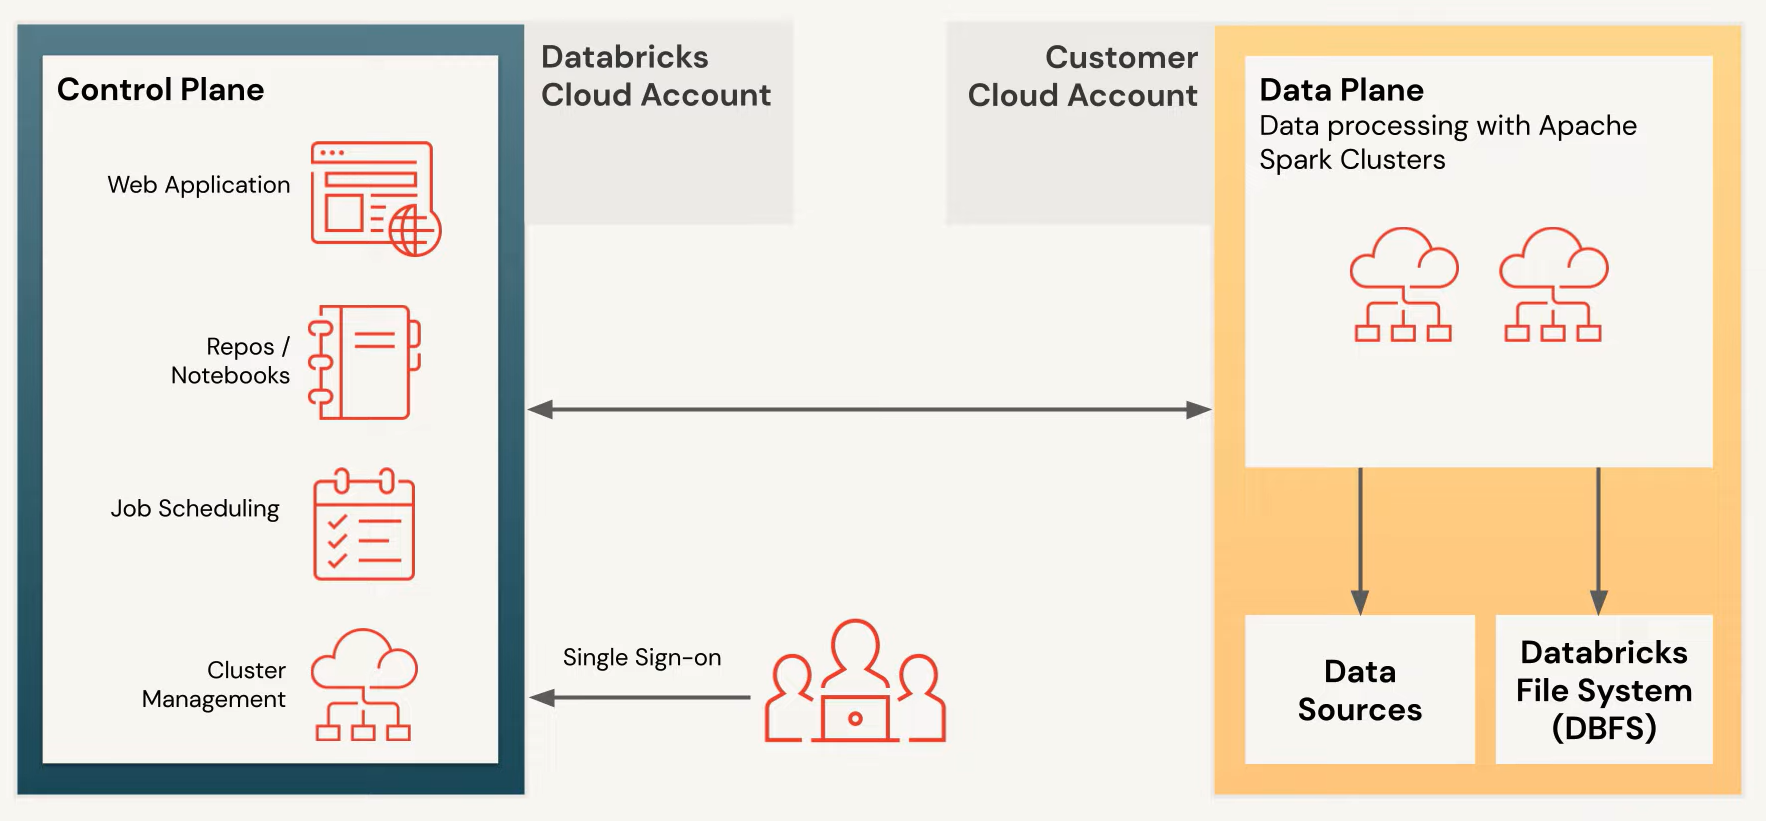 Control Plane
Web Application
Repos /
Notebooks
Job Scheduling
Cluster
Management
Databricks
Cloud Account
Single Sign-on
Customer
Cloud Account
Data Plane
Data processing with Apache
Spark Clusters
Data
Sources
Databricks
File System
(DBFS)